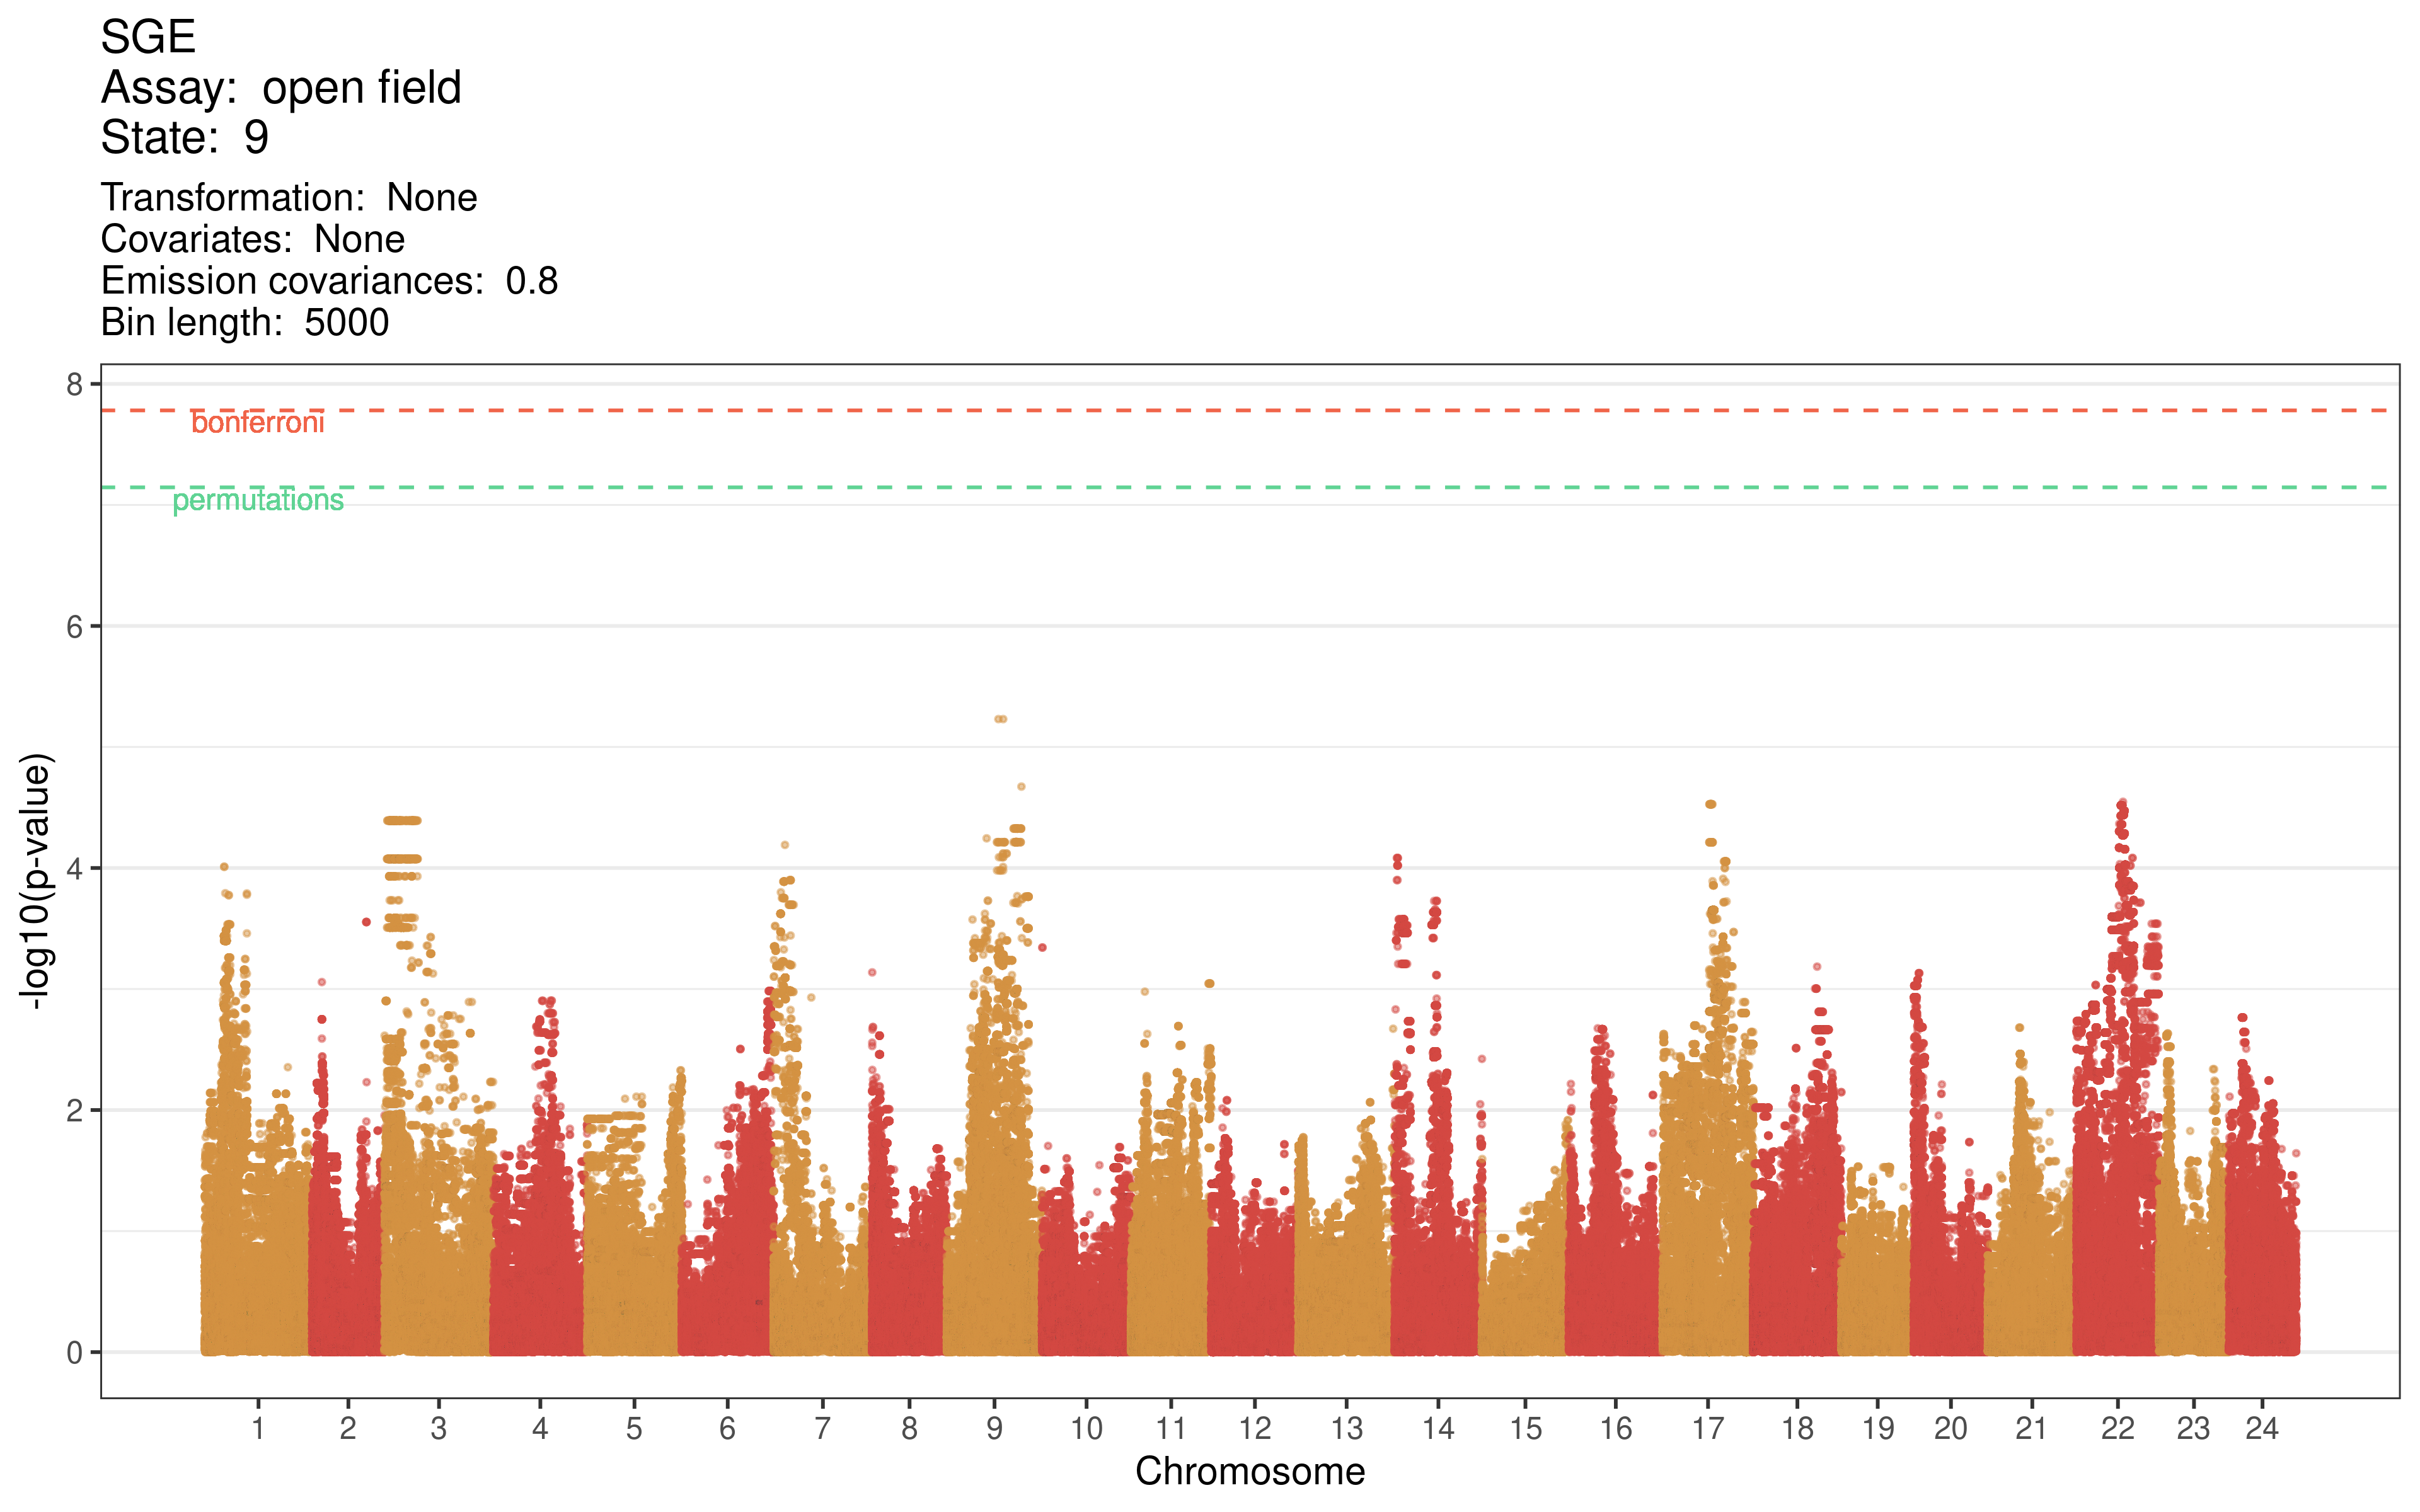 SGE
Assay:  open field
State:  9
Transformation:  None
Covariates:  None
Emission covariances:  0.8
Bin length:  5000
8
bonferroni
permutations
6
4
2
0
-log10(p-value)
1 2 3 4 5 6 7 8 9 10 11 12 13 14 15 16 17 18 19 20 21 22 23 24
Chromosome